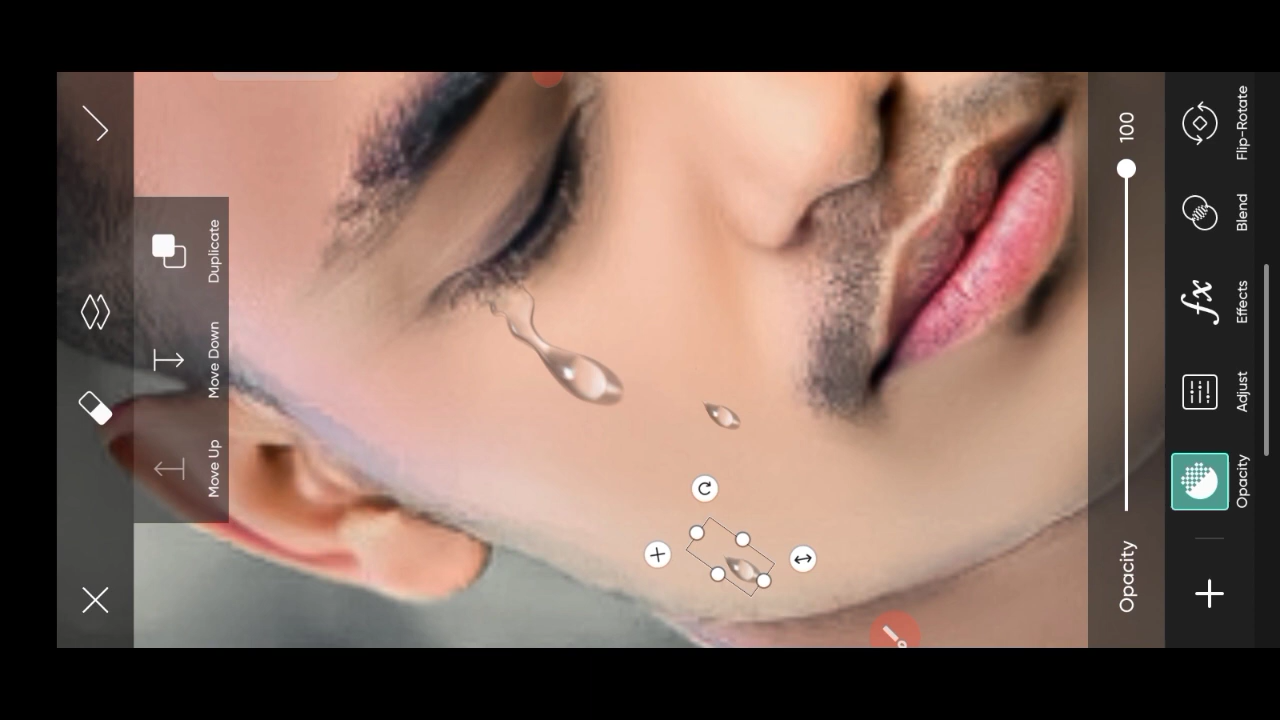 Duplicate
Move Down
Move Up
100
Opacity
Flip-Rotate
Blend
Effects
Adjust
Opacity